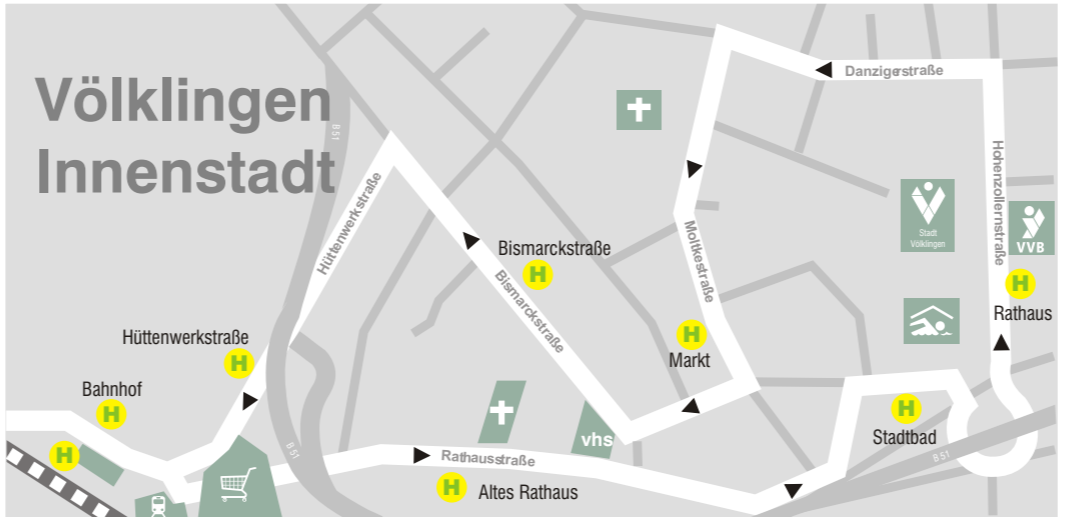 Völklingen
Innenstadt
B 51
Danzigerstraße
Hohenzollernstraße
Stadt
Völklingen
VVB
H
Rathaus
Hüttenwerkstraße
Moltkestraße
Bismarckstraße
H
Bismarckstraße
Hüttenwerkstraße
H
H
Markt
Bahnhof
H
H
vhs
H
Stadtbad
B 51
B 51
Rathausstraße
H
Altes Rathaus